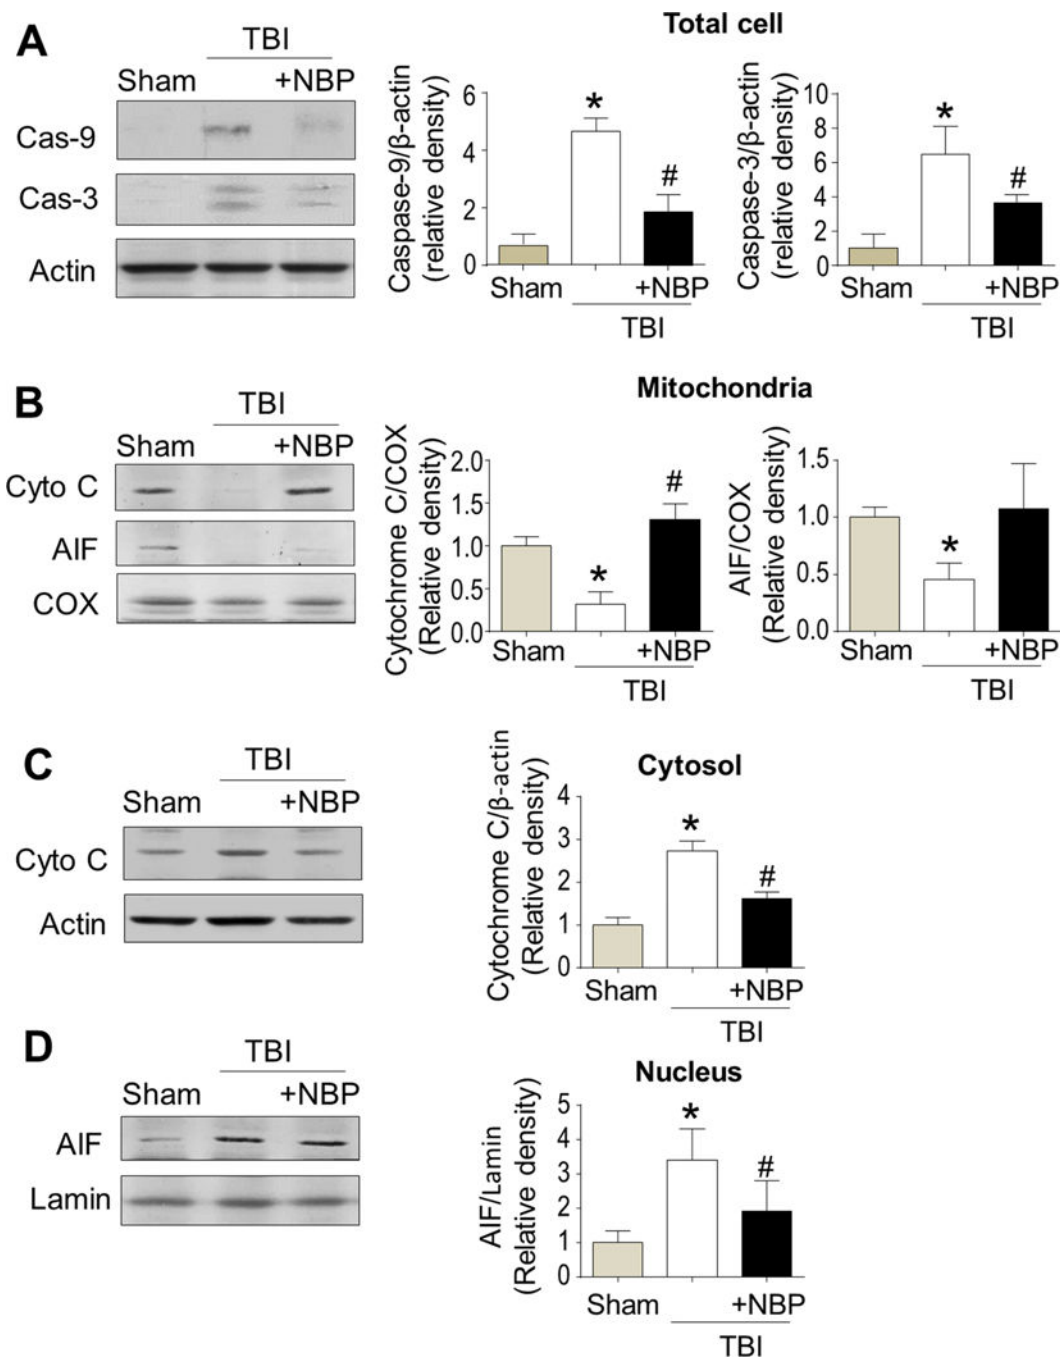 A
TBI
Sham +NBP
Cas-9
Cas-3
Actin
Total cell
Caspase-9/β-actin
(relative density)
6
4
2
0
*
#
Sham +NBP
TBI
Caspase-3/β-actin
(relative density)
10
8
6
4
2
0
*
#
Sham +NBP
TBI
B
TBI
Sham +NBP
Cyto C
AIF
COX
Mitochondria
Cytochrome C/COX
(Relative density)
2.0
1.5
1.0
0.5
0.0
*
#
Sham +NBP
TBI
AIF/COX
(Relative density)
1.5
1.0
0.5
0.0
*
Sham +NBP
TBI
C
TBI
Sham +NBP
Cyto C
Actin
Cytosol
Cytochrome C/β-actin
(Relative density)
4
3
2
1
0
*
#
Sham +NBP
TBI
D
TBI
Sham +NBP
AIF
Lamin
Nucleus
AIF/Lamin
(Relative density)
5
4
3
2
1
0
*
#
Sham +NBP
TBI